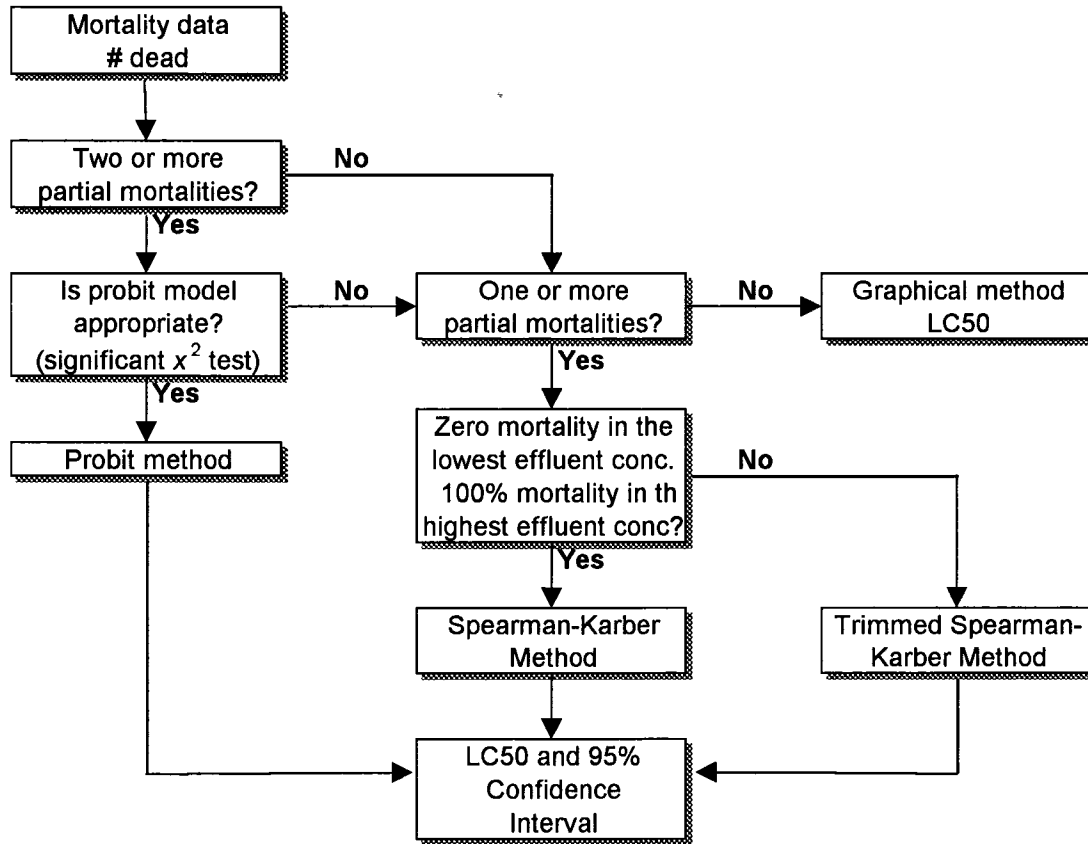 Mortality data
# dead
Two or more
partial mortalities?
No
Yes
Is probit model
appropriate?
(significant x² test)
No
One or more
partial mortalities?
No
Graphical method
LC50
Yes
Yes
Probit method
Zero mortality in the
lowest effluent conc.
100% mortality in th
highest effluent conc?
No
Yes
Spearman-Karber
Method
Trimmed Spearman-
Karber Method
LC50 and 95%
Confidence
Interval